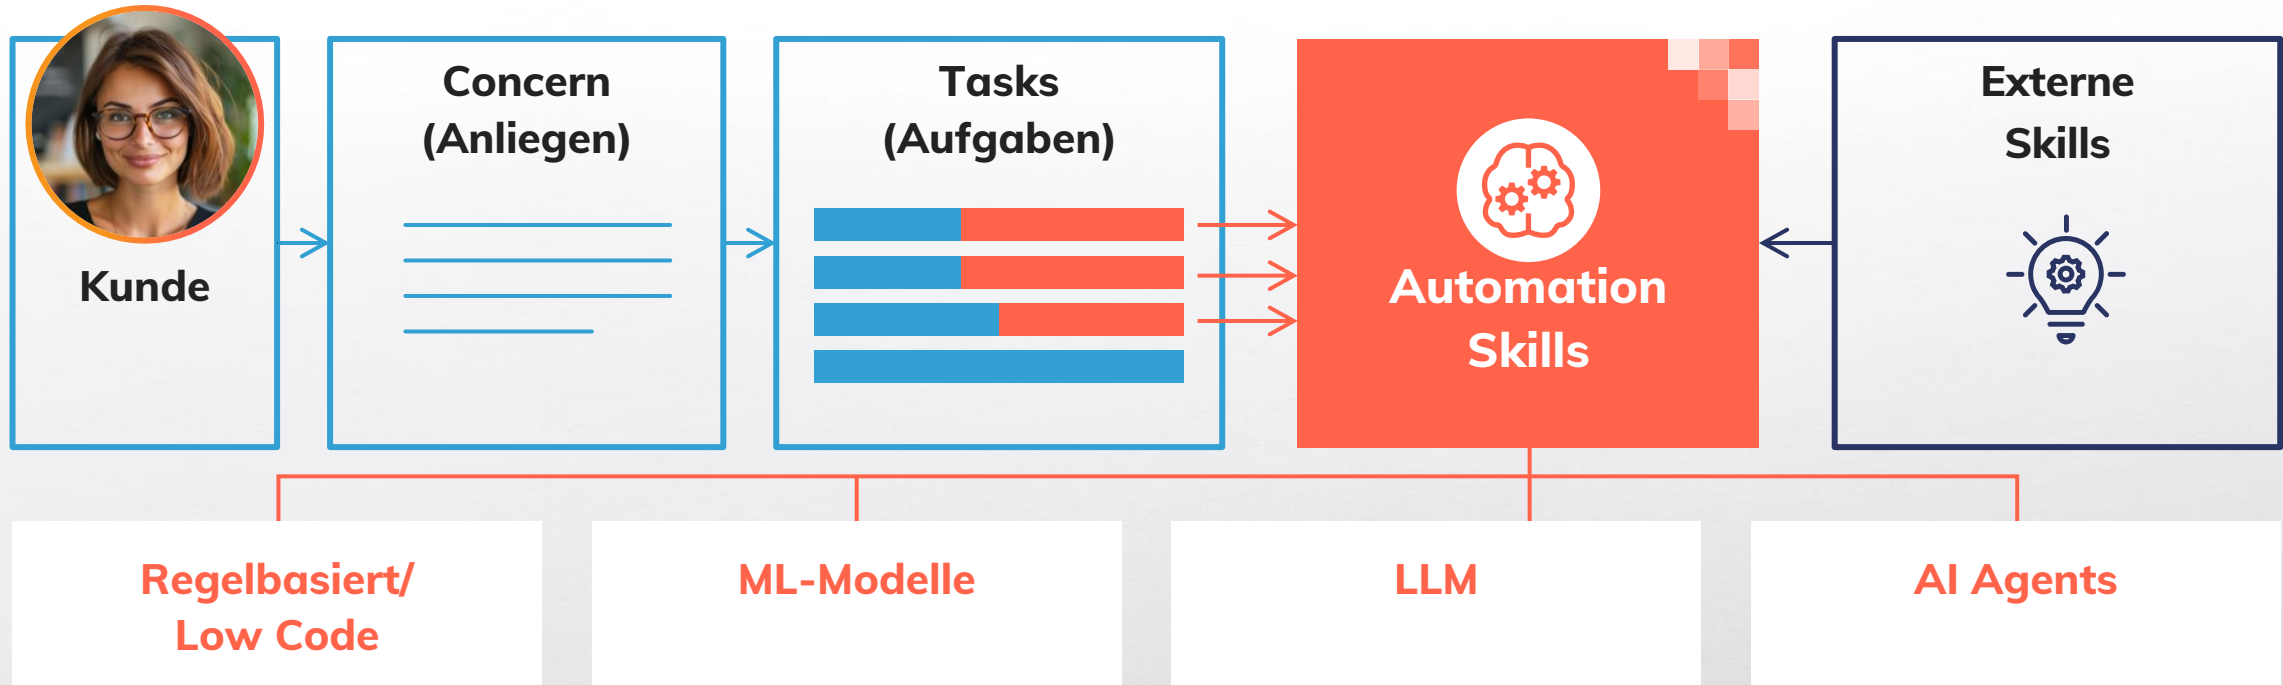 Kunde
Concern
(Anliegen)
Tasks
(Aufgaben)
Automation
Skills
Externe
Skills
Regelbasiert/
Low Code
ML-Modelle
LLM
AI Agents